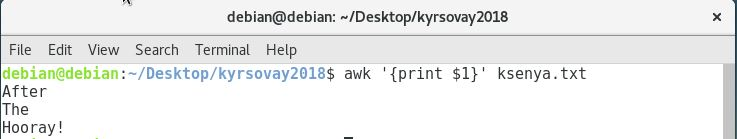 debian@debian: ~/Desktop/kyrsovay2018
×
File Edit View Search Terminal Help
debian@debian:~/Desktop/kyrsovay2018$ awk '{print $1}' ksenya.txt
After
The
Hooray!